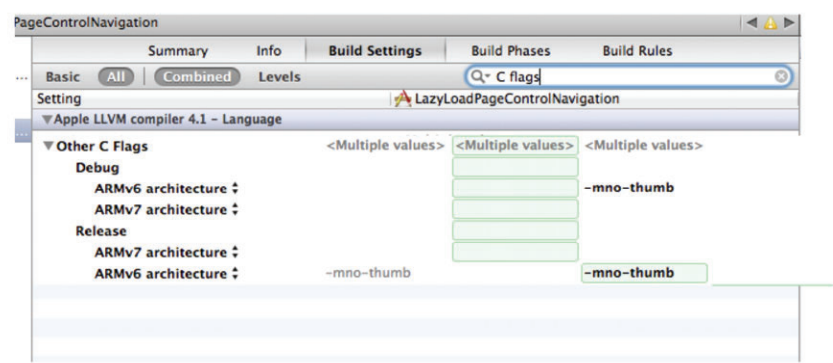 PageControlNavigation
Summary Info Build Settings Build Phases Build Rules
Basic All Combined Levels C flags
Setting LazyLoadPageControlNavigation
Apple LLVM compiler 4.1 - Language
Other C Flags <Multiple values> <Multiple values> <Multiple values>
Debug
ARMv6 architecture -mno-thumb
ARMv7 architecture
Release
ARMv7 architecture
ARMv6 architecture -mno-thumb -mno-thumb